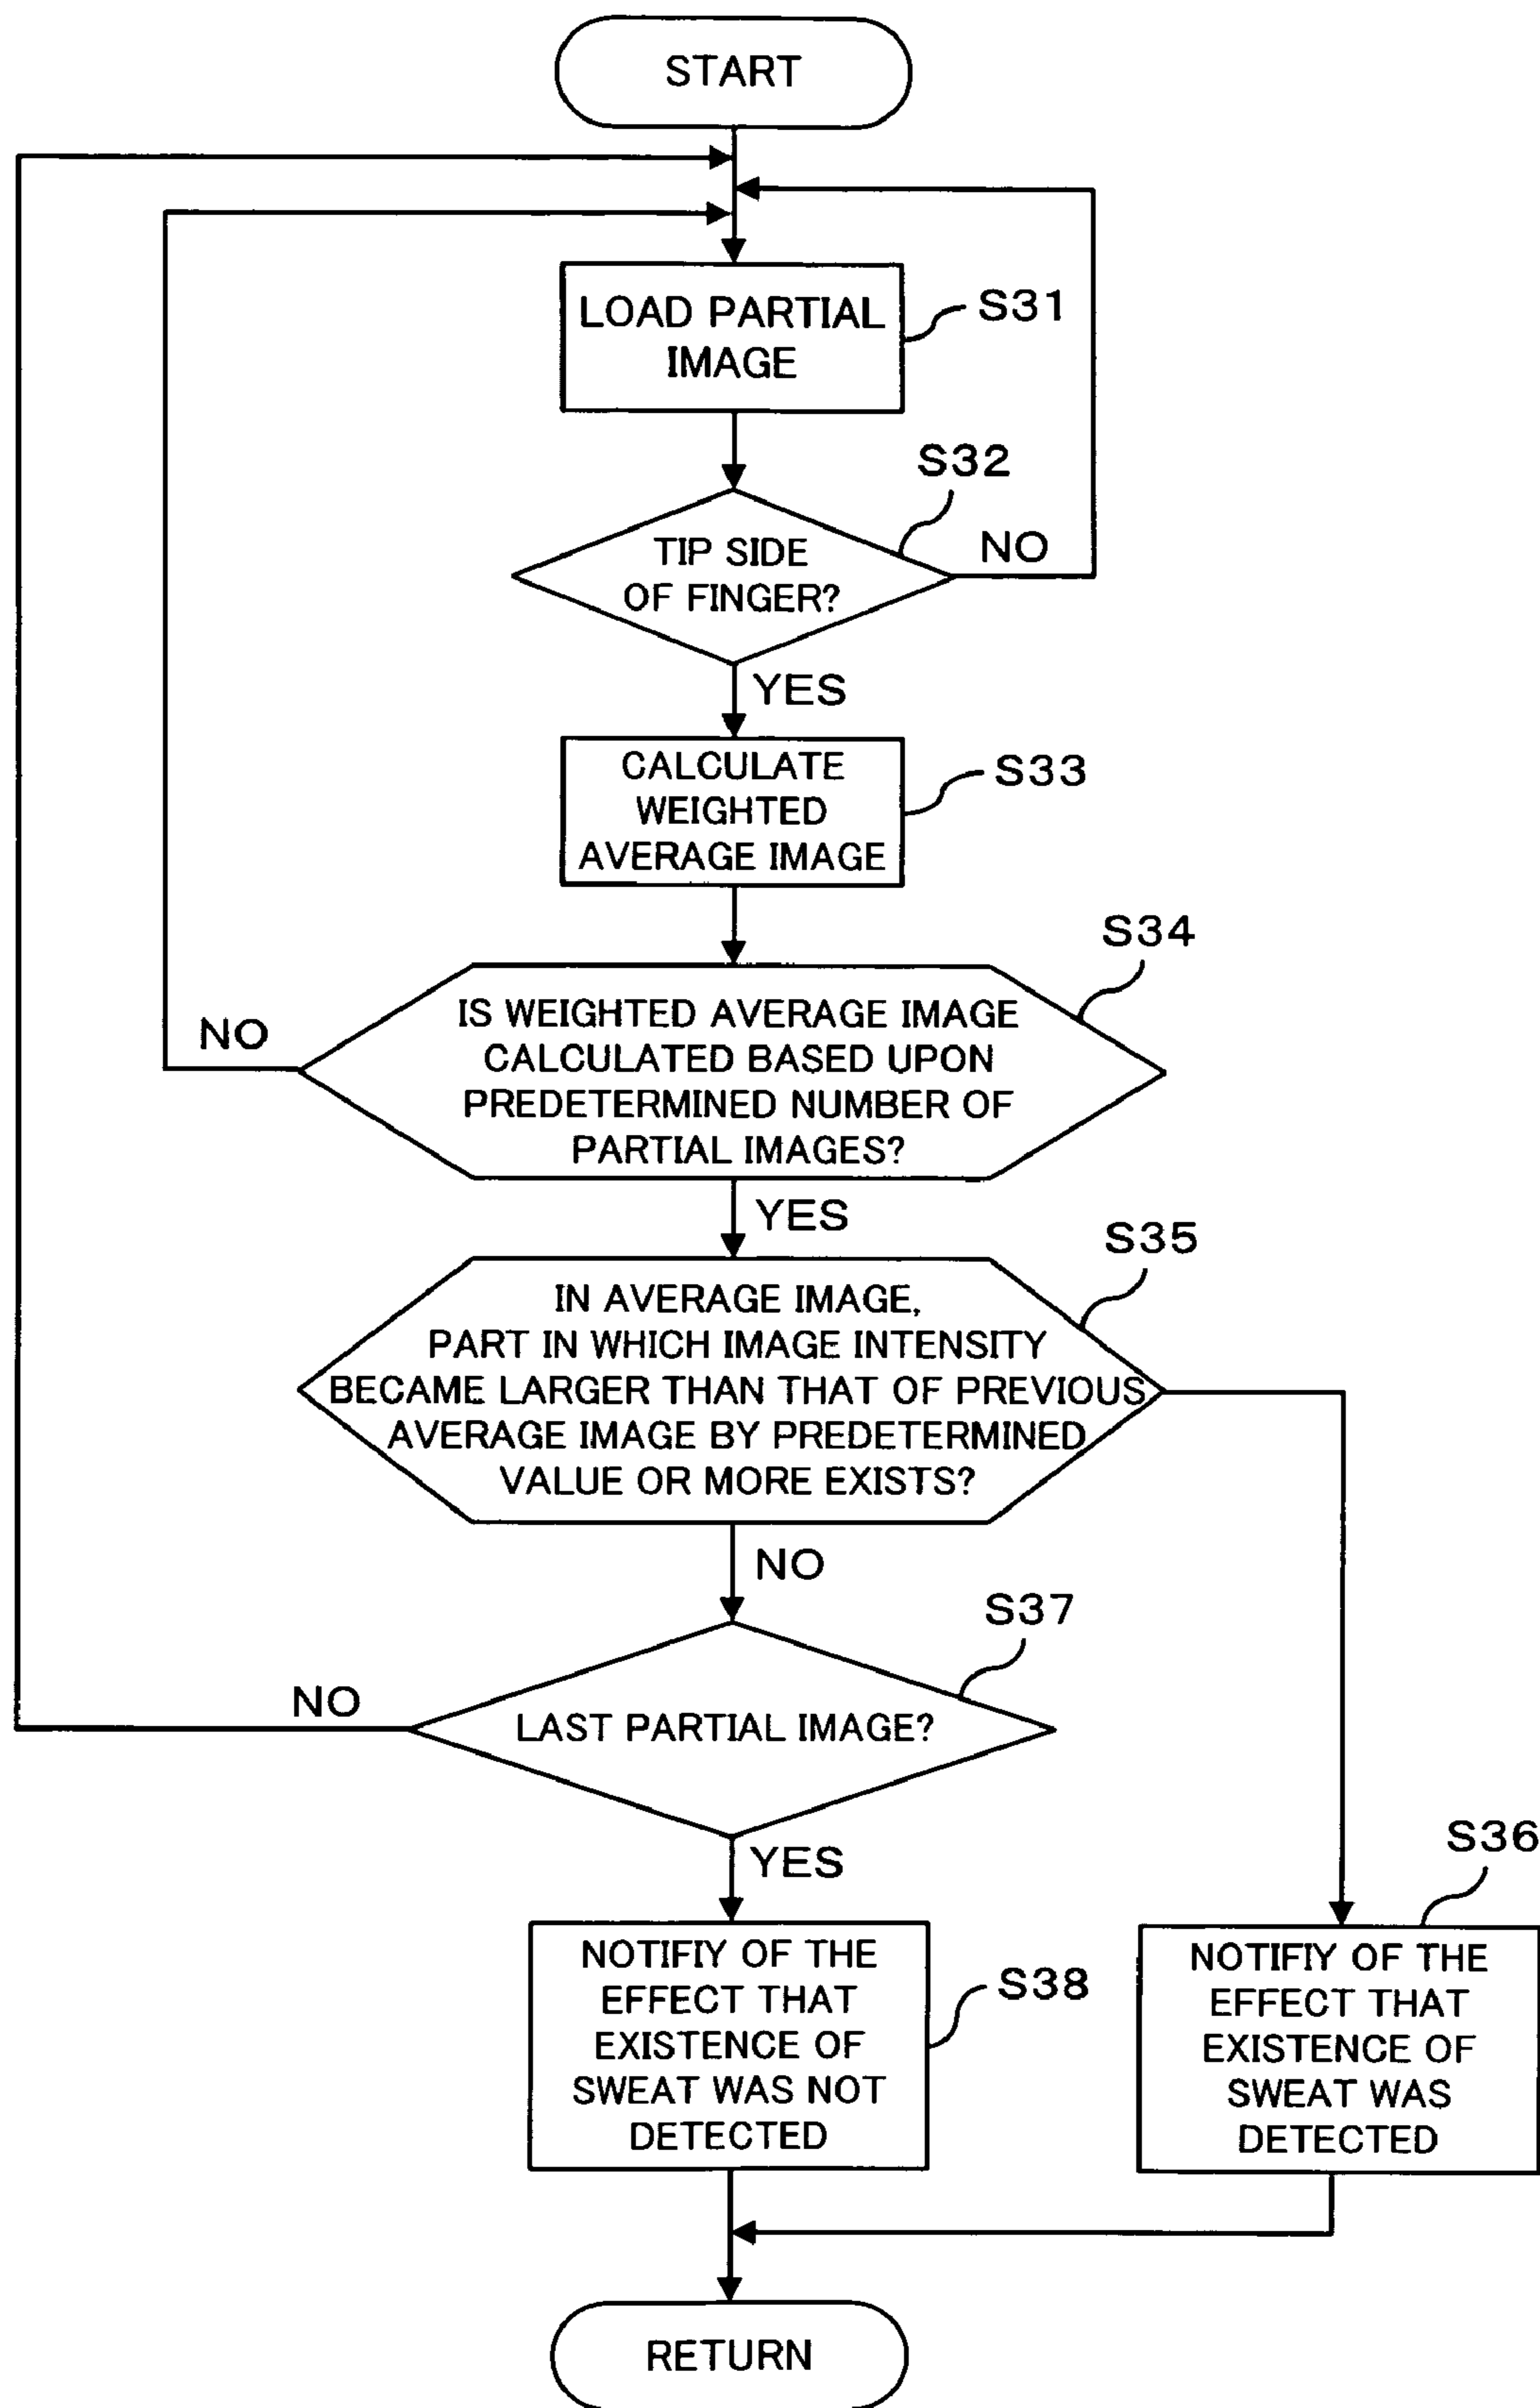 START
LOAD PARTIAL
IMAGE
S31
S32
TIP SIDE
OF FINGER?
NO
YES
CALCULATE
WEIGHTED
AVERAGE IMAGE
S33
S34
IS WEIGHTED AVERAGE IMAGE
CALCULATED BASED UPON
PREDETERMINED NUMBER OF
PARTIAL IMAGES?
NO
YES
S35
IN AVERAGE IMAGE,
PART IN WHICH IMAGE INTENSITY
BECAME LARGER THAN THAT OF PREVIOUS
AVERAGE IMAGE BY PREDETERMINED
VALUE OR MORE EXISTS?
NO
S37
LAST PARTIAL IMAGE?
NO
YES
S36
NOTIFIY OF THE
EFFECT THAT
EXISTENCE OF
SWEAT WAS NOT
DETECTED
S38
NOTIFIY OF THE
EFFECT THAT
EXISTENCE OF
SWEAT WAS
DETECTED
RETURN